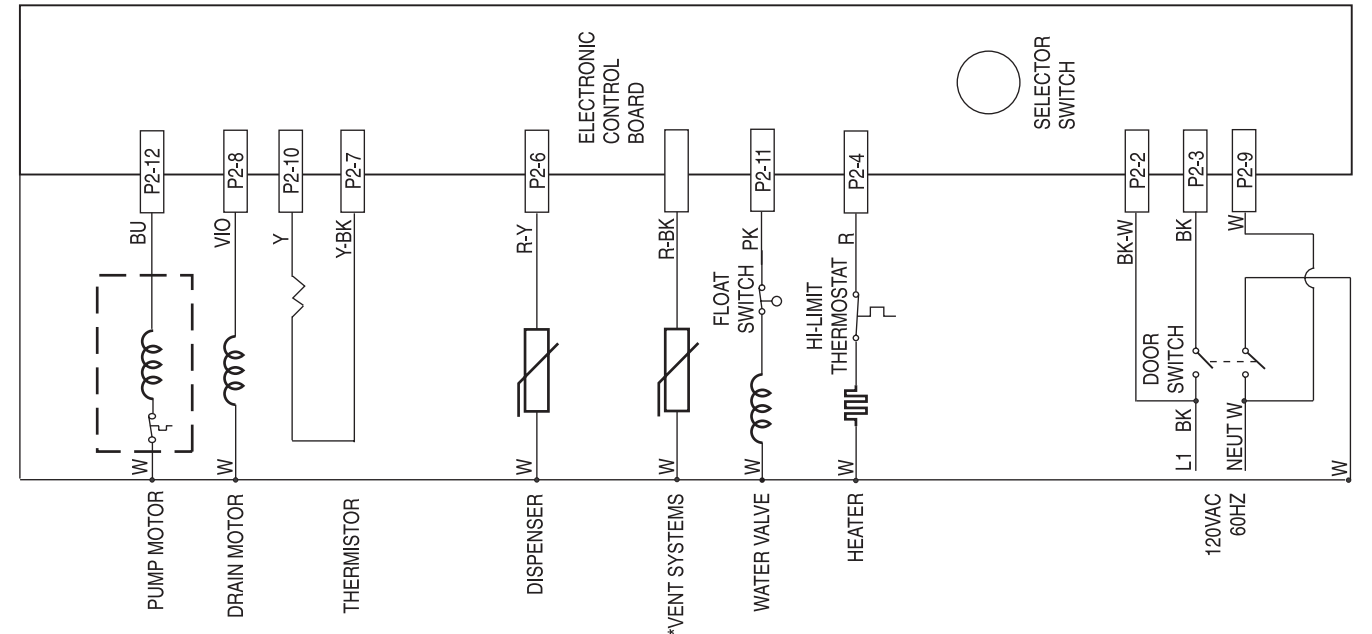 ELECTRONIC
CONTROL
BOARD
SELECTOR
SWITCH
P2-12
P2-8
P2-10
P2-7
P2-6
P2-11
P2-4
P2-2
P2-3
P2-9
BU
VIO
Y
Y-BK
R-Y
R-BK
PK
R
BK-W
BK
W
FLOAT
SWITCH
HI-LIMIT
THERMOSTAT
DOOR
SWITCH
W
W
W
W
W
W
L1 BK
NEUT W
W
PUMP MOTOR
DRAIN MOTOR
THERMISTOR
DISPENSER
*VENT SYSTEMS
WATER VALVE
HEATER
120VAC
60HZ